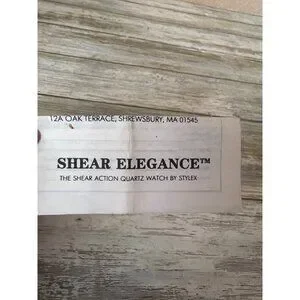 12A OAK TERRACE, SHREWSBURY, MA 01545
SHEAR ELEGANCE™
THE SHEAR ACTION QUARTZ WATCH BY STYLEX